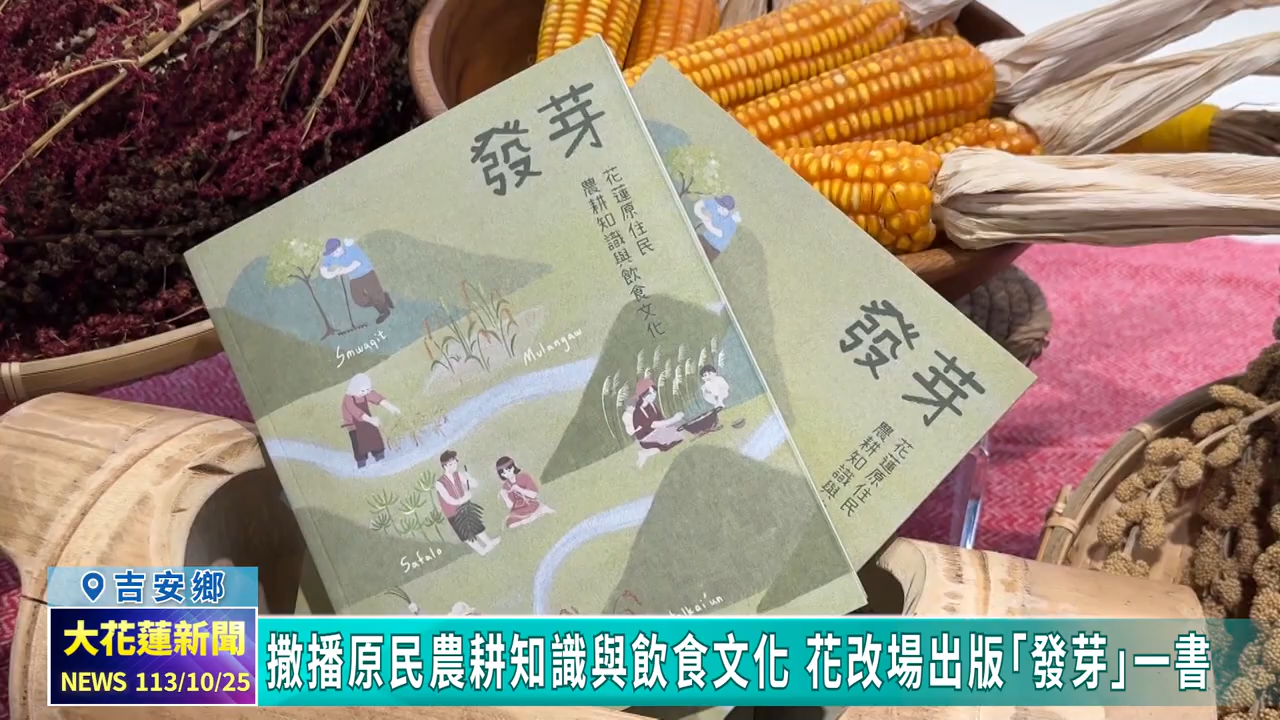 發芽
花蓮原住民
農耕知識與飲食文化
Smwaqit
Mulangaw
Safalo
發芽
花蓮原住民
農耕知識與
吉安鄉
大花蓮新聞
NEWS 113/10/25
撒播原民農耕知識與飲食文化 花改場出版「發芽」一書